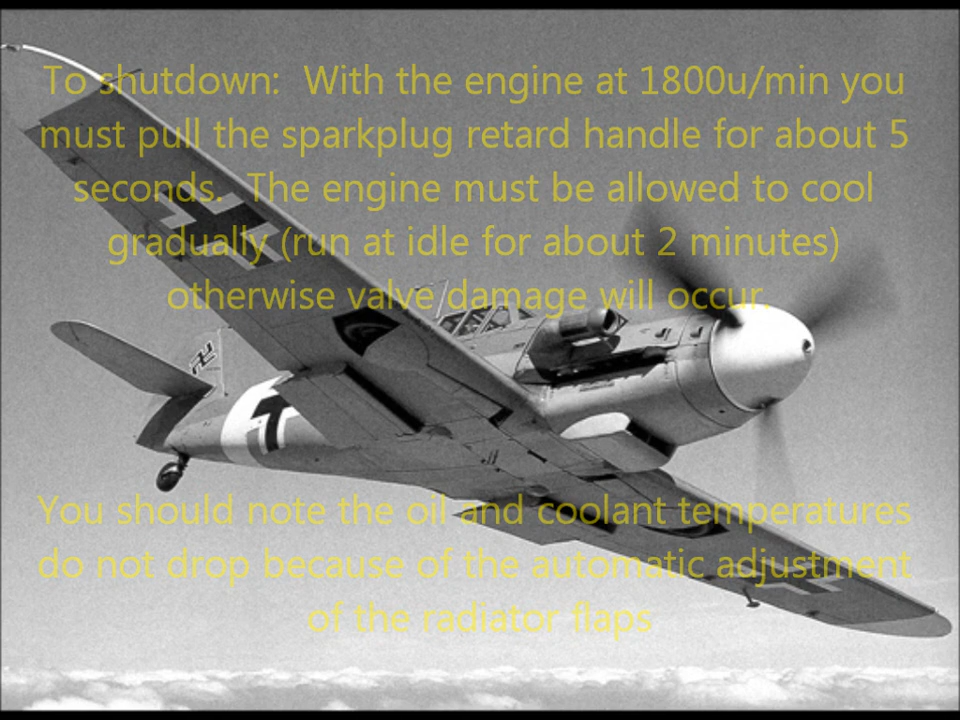 To shutdown:  With the engine at 1800u/min you
must pull the sparkplug retard handle for about 5
seconds.  The engine must be allowed to cool
gradually (run at idle for about 2 minutes)
otherwise valve damage will occur.
You should note the oil and coolant temperatures
do not drop because of the automatic adjustment
of the radiator flaps